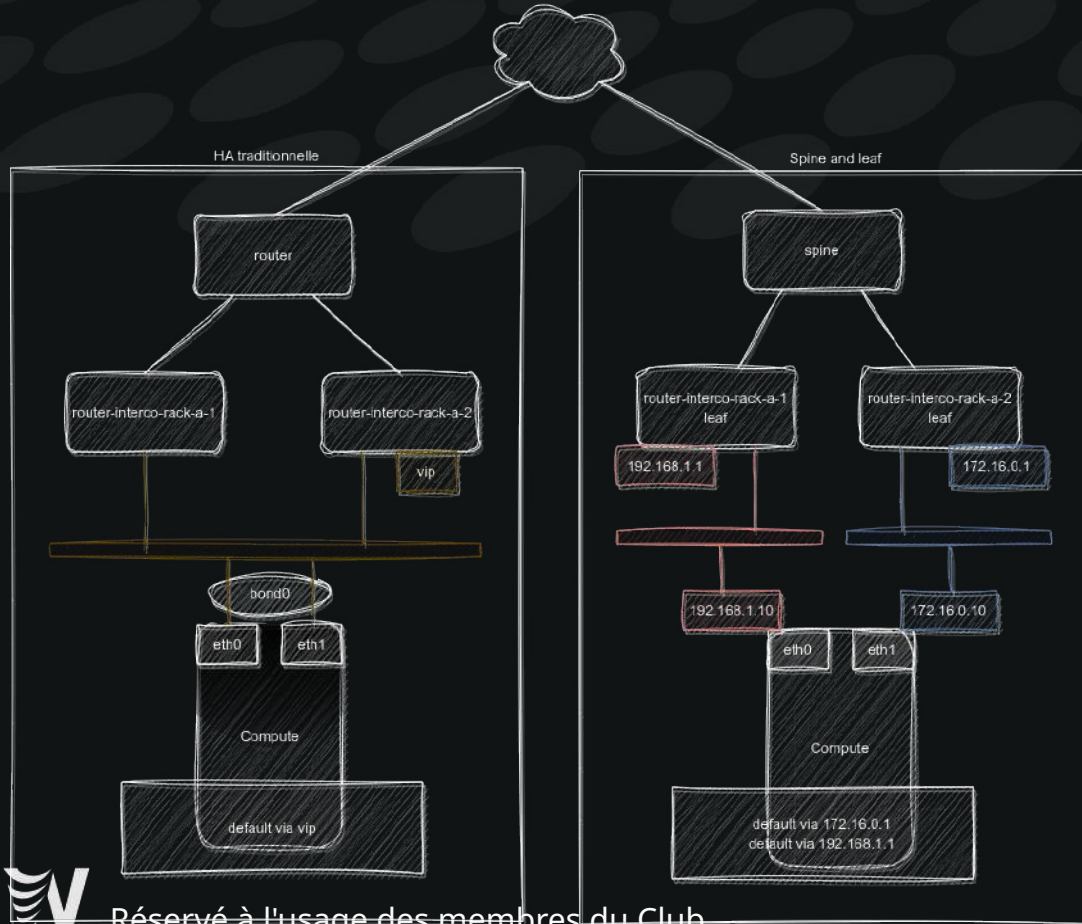 HA traditionnelle
router
router-interco-rack-a-1
router-interco-rack-a-2
vip
bond0
eth0
eth1
Compute
default via vip
Spine and leaf
spine
router-interco-rack-a-1
leaf
router-interco-rack-a-2
leaf
192.168.1.1
172.16.0.1
192.168.1.10
172.16.0.10
eth0
eth1
Compute
default via 172.16.0.1
default via 192.168.1.1
Réservé à l'usage des membres du Club